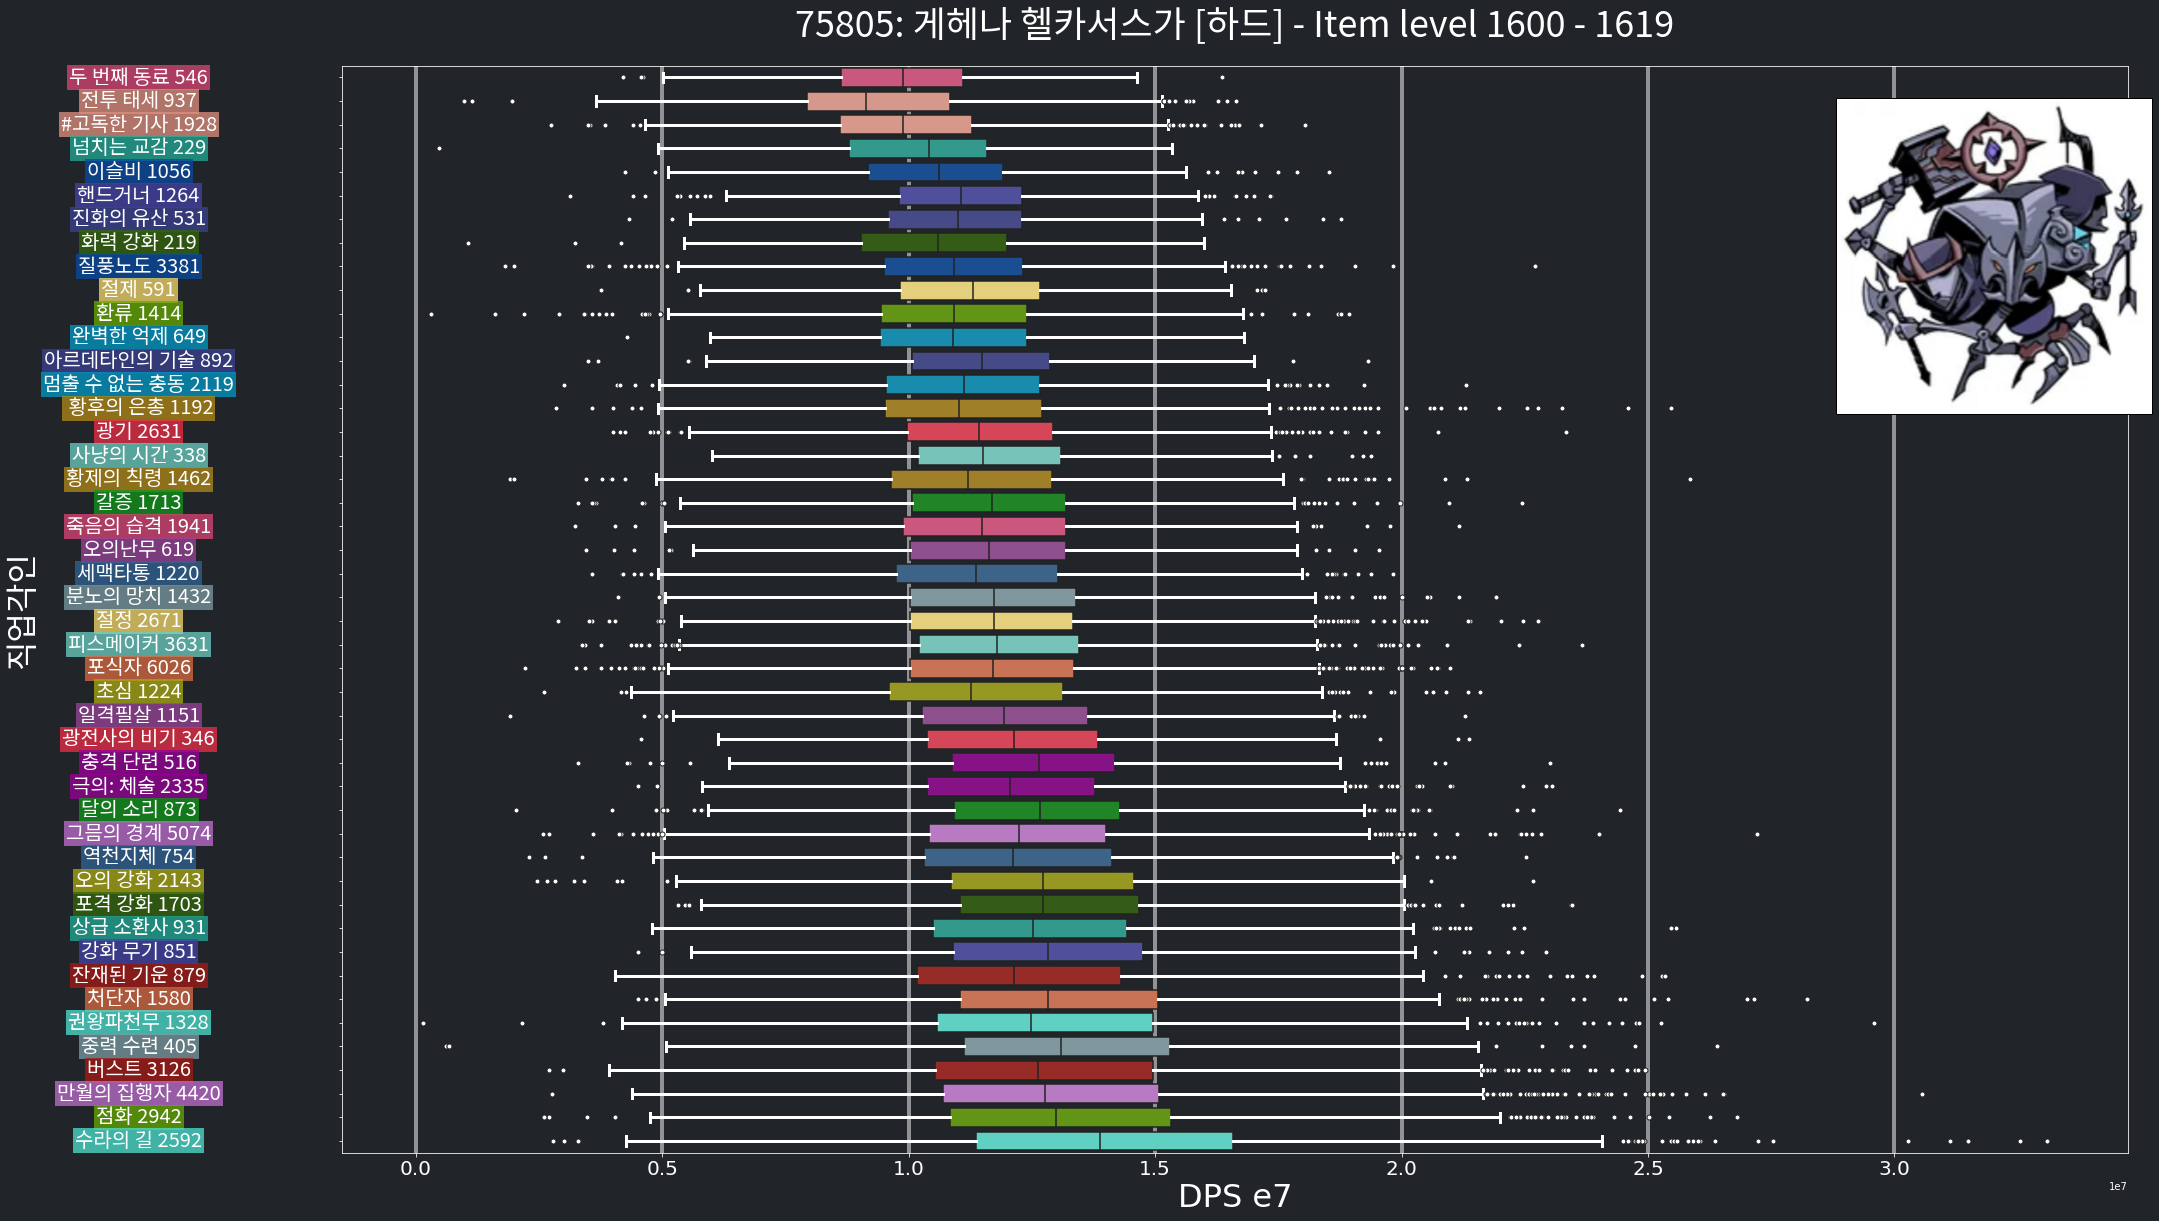 75805: 게헤나 헬카서스가 [하드] - Item level 1600 - 1619
직업각인
두 번째 동료 546
전투 태세 937
#고독한 기사 1928
넘치는 교감 229
이슬비 1056
핸드거너 1264
진화의 유산 531
화력 강화 219
질풍노도 3381
절제 591
환류 1414
완벽한 억제 649
아르데타인의 기술 892
멈출 수 없는 충동 2119
황후의 은총 1192
광기 2631
사냥의 시간 338
황제의 칙령 1462
갈증 1713
죽음의 습격 1941
오의난무 619
세맥타통 1220
분노의 망치 1432
절정 2671
피스메이커 3631
포식자 6026
초심 1224
일격필살 1151
광전사의 비기 346
충격 단련 516
극의: 체술 2335
달의 소리 873
그믐의 경계 5074
역천지체 754
오의 강화 2143
포격 강화 1703
상급 소환사 931
강화 무기 851
잔재된 기운 879
처단자 1580
권왕파천무 1328
중력 수련 405
버스트 3126
만월의 집행자 4420
점화 2942
수라의 길 2592
0.0 0.5 1.0 1.5 2.0 2.5 3.0
DPS e7
1e7